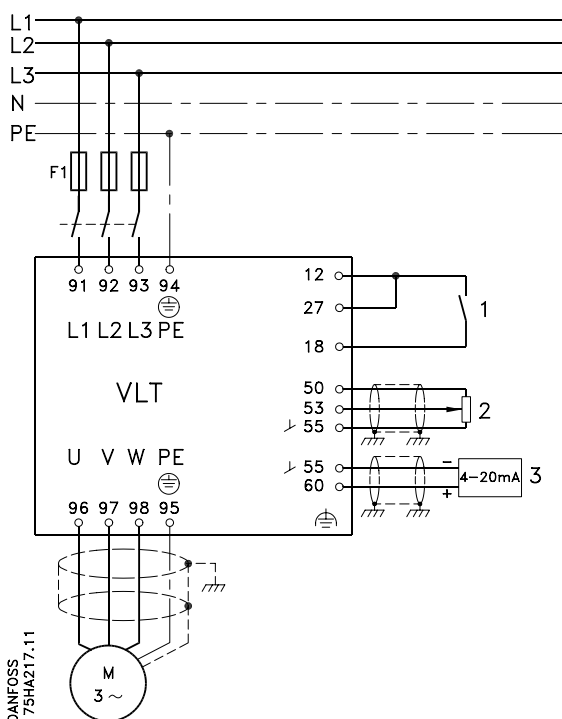 L1
L2
L3
N
PE
F1
91 92 93 94
L1 L2 L3 PE
VLT
U V W PE
96 97 98 95
12
27
18
1
50
53
55
2
55
60
−
+
4−20mA
3
M
3~
DANFOSS
75HA217.11